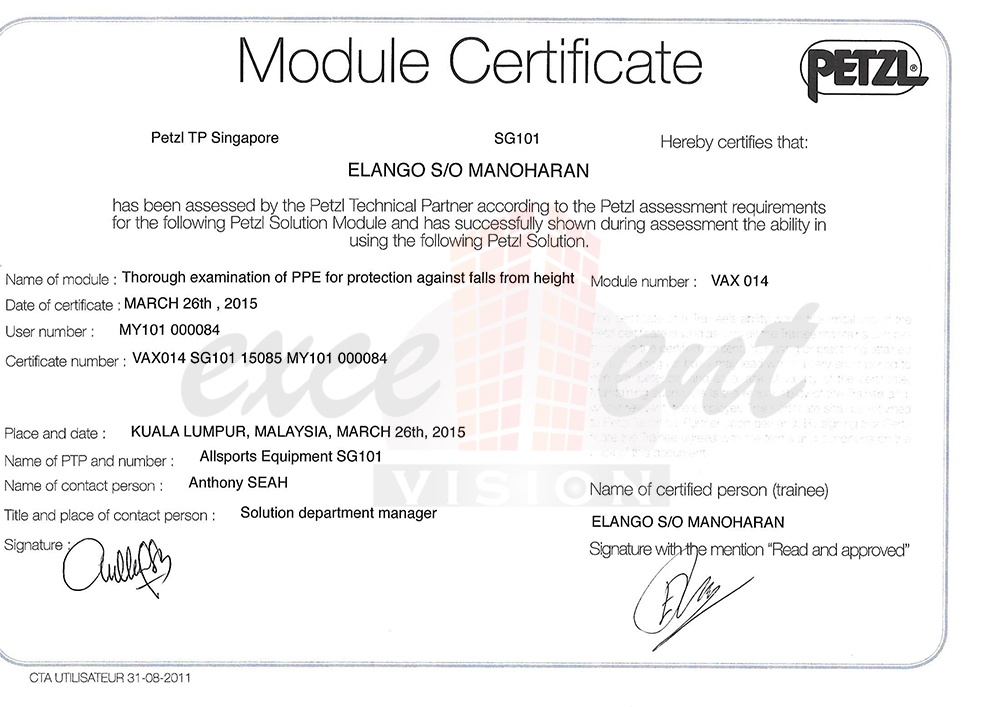 Module Certificate
PETZL®
Petzl TP Singapore SG101 Hereby certifies that:
ELANGO S/O MANOHARAN
has been assessed by the Petzl Technical Partner according to the Petzl assessment requirements
for the following Petzl Solution Module and has successfully shown during assessment the ability in
using the following Petzl Solution.
Name of module : Thorough examination of PPE for protection against falls from height Module number : VAX 014
Date of certificate : MARCH 26th , 2015
User number : MY101 000084
Certificate number : VAX014 SG101 15085 MY101 000084
excellent
VISION
Place and date : KUALA LUMPUR, MALAYSIA, MARCH 26th, 2015
Name of PTP and number : Allsports Equipment SG101
Name of contact person : Anthony SEAH
Title and place of contact person : Solution department manager
Signature :
Name of certified person (trainee)
ELANGO S/O MANOHARAN
Signature with the mention "Read and approved"
CTA UTILISATEUR 31-08-2011